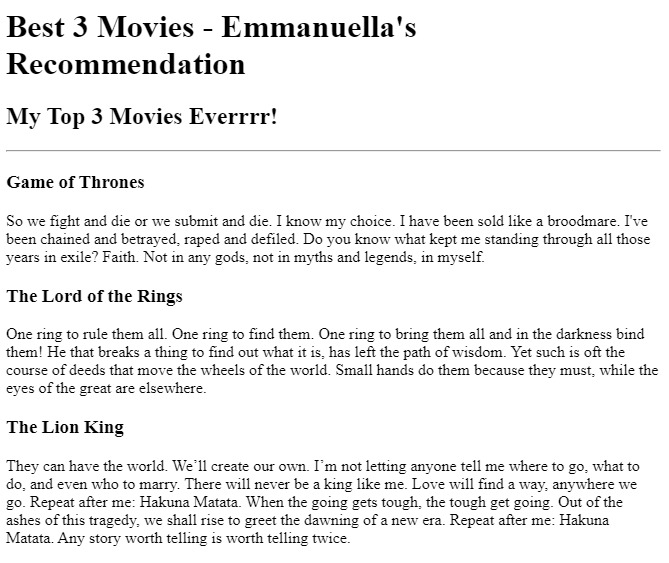 Best 3 Movies - Emmanuella's
Recommendation
My Top 3 Movies Everrrr!
Game of Thrones
So we fight and die or we submit and die. I know my choice. I have been sold like a broodmare. I've
been chained and betrayed, raped and defiled. Do you know what kept me standing through all those
years in exile? Faith. Not in any gods, not in myths and legends, in myself.
The Lord of the Rings
One ring to rule them all. One ring to find them. One ring to bring them all and in the darkness bind
them! He that breaks a thing to find out what it is, has left the path of wisdom. Yet such is oft the
course of deeds that move the wheels of the world. Small hands do them because they must, while the
eyes of the great are elsewhere.
The Lion King
They can have the world. We’ll create our own. I’m not letting anyone tell me where to go, what to
do, and even who to marry. There will never be a king like me. Love will find a way, anywhere we
go. Repeat after me: Hakuna Matata. When the going gets tough, the tough get going. Out of the
ashes of this tragedy, we shall rise to greet the dawning of a new era. Repeat after me: Hakuna
Matata. Any story worth telling is worth telling twice.